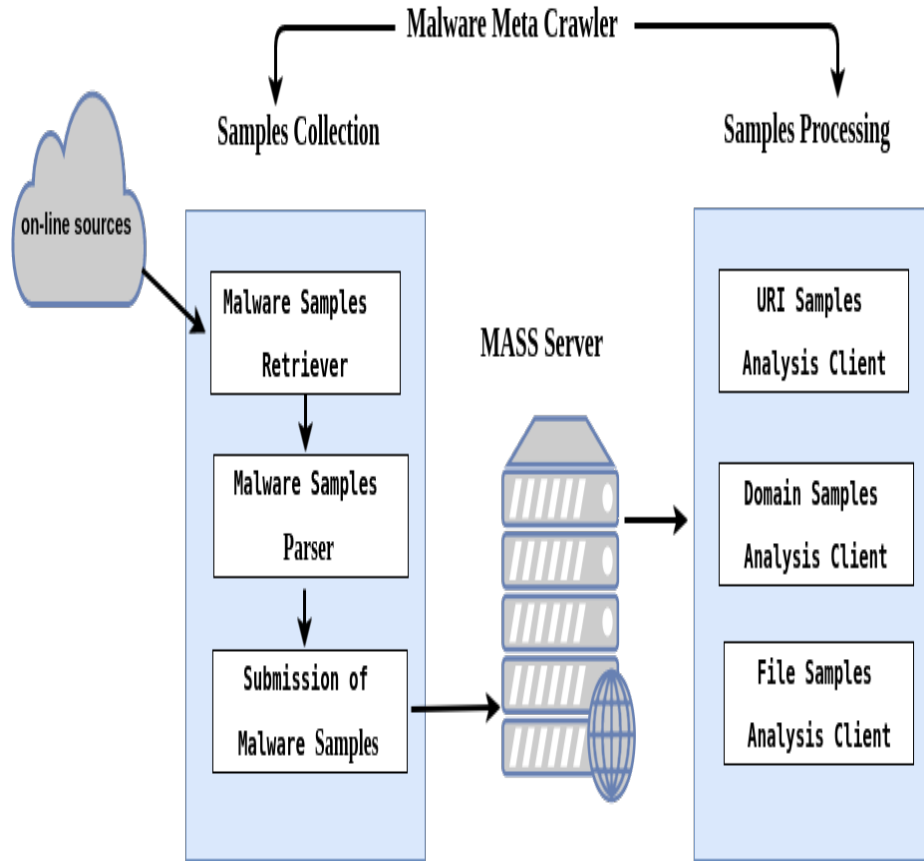 Malware Meta Crawler
Samples Collection
Samples Processing
on-line sources
Malware Samples
Retriever
Malware Samples
Parser
Submission of
Malware Samples
MASS Server
URI Samples
Analysis Client
Domain Samples
Analysis Client
File Samples
Analysis Client